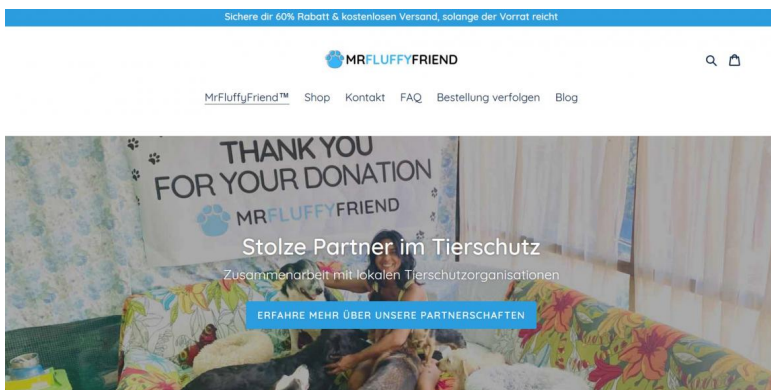 Sichere dir 60% Rabatt & kostenlosen Versand, solange der Vorrat reicht
MRFLUFFYFRIEND
MrFluffyFriend™ Shop Kontakt FAQ Bestellung verfolgen Blog
THANK YOU
FOR YOUR DONATION
MRFLUFFYFRIEND
Stolze Partner im Tierschutz
Zusammenarbeit mit lokalen Tierschutzorganisationen
ERFAHRE MEHR ÜBER UNSERE PARTNERSCHAFTEN